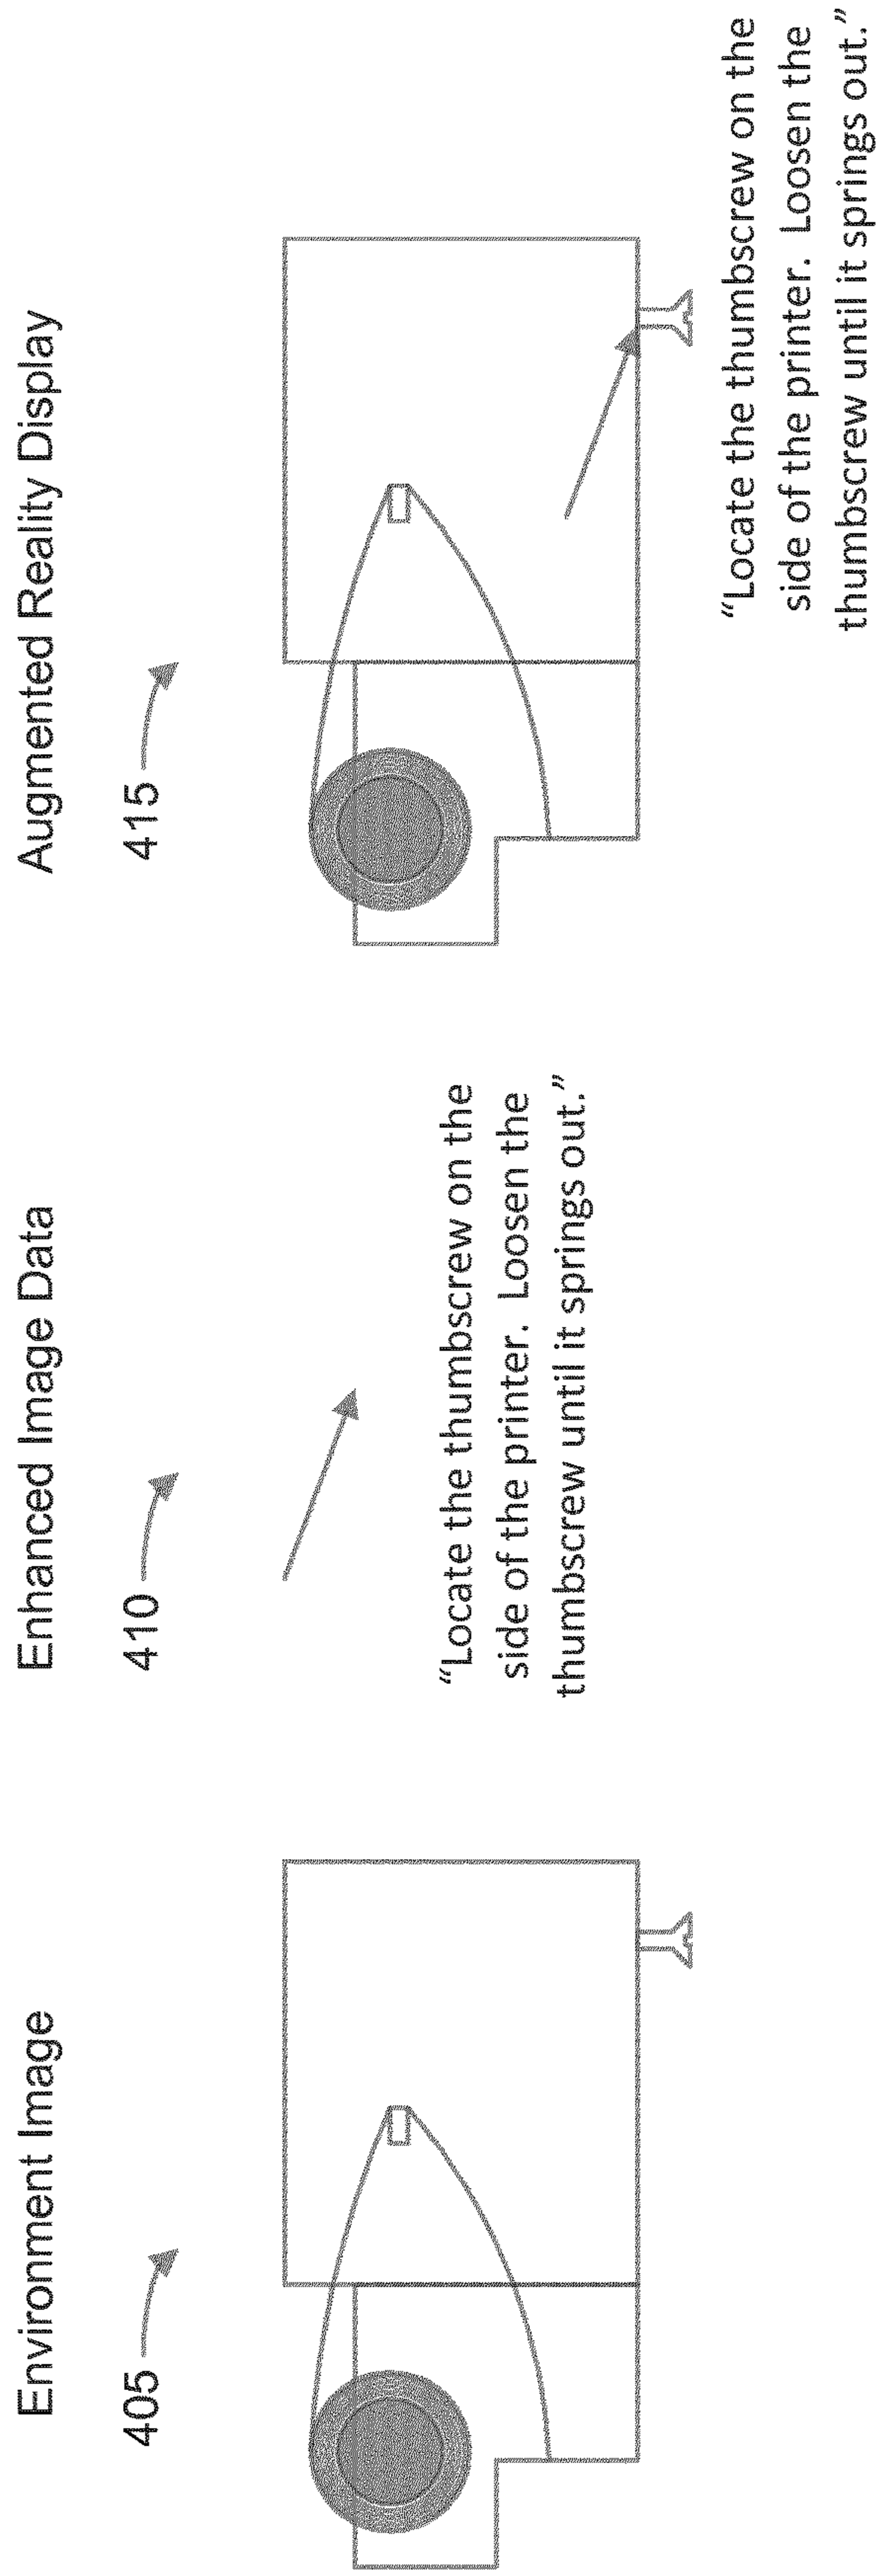 Environment Image
405
Enhanced Image Data
410
“Locate the thumbscrew on the
side of the printer.  Loosen the
thumbscrew until it springs out.”
Augmented Reality Display
415
“Locate the thumbscrew on the
side of the printer.  Loosen the
thumbscrew until it springs out.”